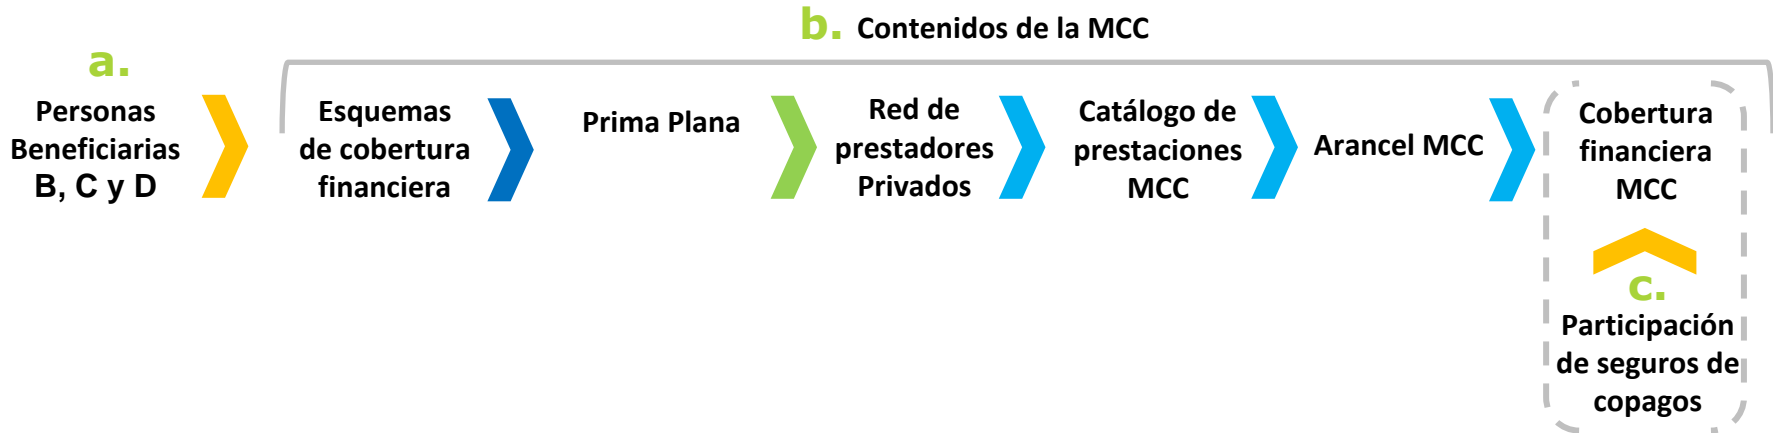 a.
Personas
Beneficiarias
B, C y D
b. Contenidos de la MCC
Esquemas
de cobertura
financiera
Prima Plana
Red de
prestadores
Privados
Catálogo de
prestaciones
MCC
Arancel MCC
Cobertura
financiera
MCC
c.
Participación
de seguros de
copagos